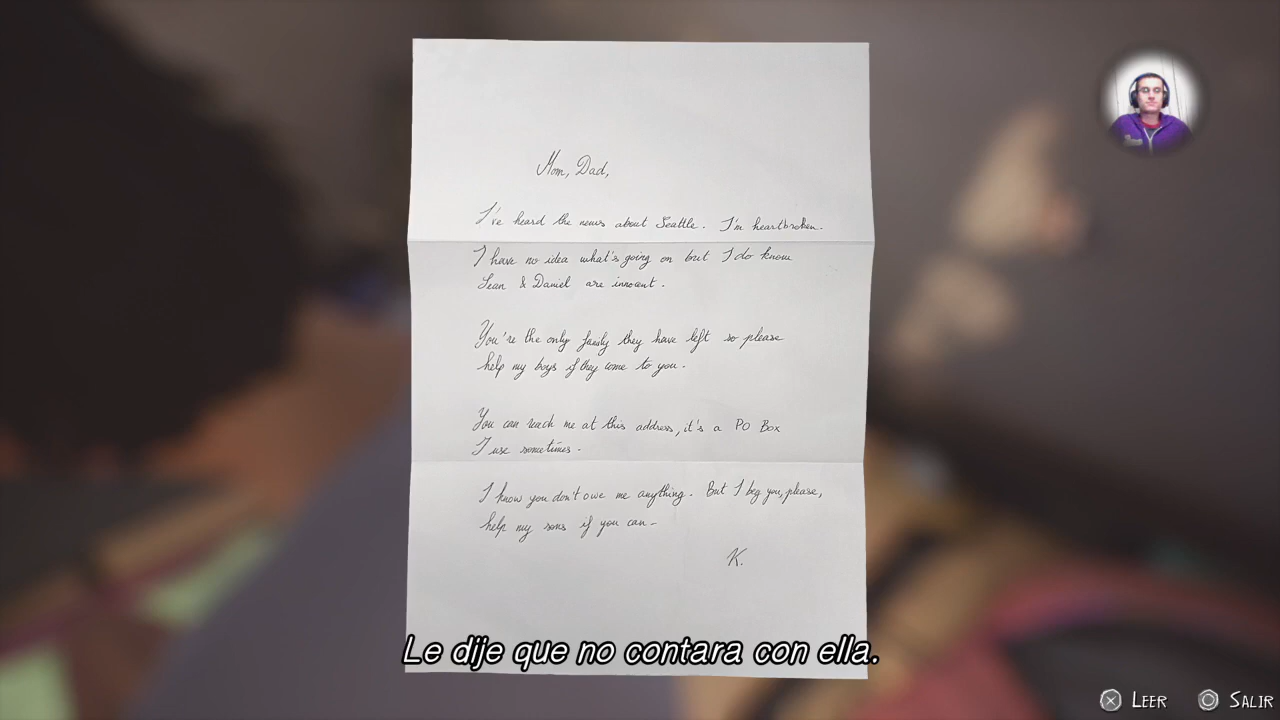 Mom, Dad,
I've heard the news about Seattle. I'm heartbroken.
I have no idea what's going on but I do know
Sean & Daniel are innocent.
You're the only family they have left so please
help my boys if they come to you.
You can reach me at this address, it's a PO Box
I use sometimes.
I know you don't owe me anything. But I beg you, please,
help my sons if you can-
K.
Le dije que no contara con ella.
LEER
SALIR